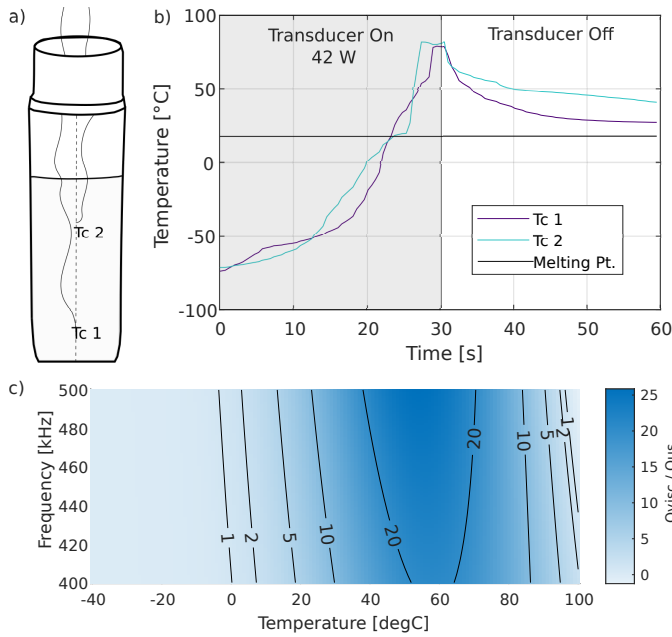 a)
Tc 2
Tc 1
b)
Transducer On
42 W
Transducer Off
Temperature [°C]
100
50
0
-50
-100
0
10
20
30
40
50
60
Time [s]
Tc 1
Tc 2
Melting Pt.
c)
Frequency [kHz]
500
480
460
440
420
400
1
2
5
10
20
20
10
5
2
1
-40
-20
0
20
40
60
80
100
Temperature [degC]
25
20
15
10
5
0
Qvisc / Qus